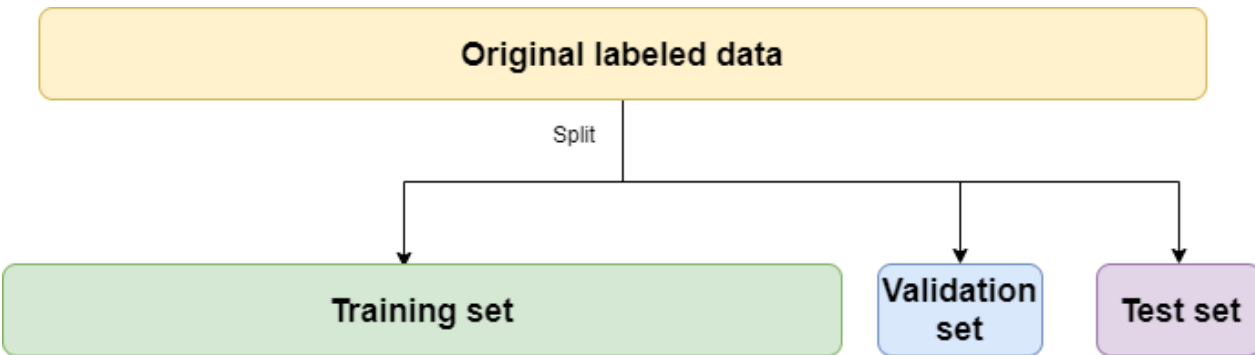 Original labeled data
Split
Training set
Validation
set
Test set